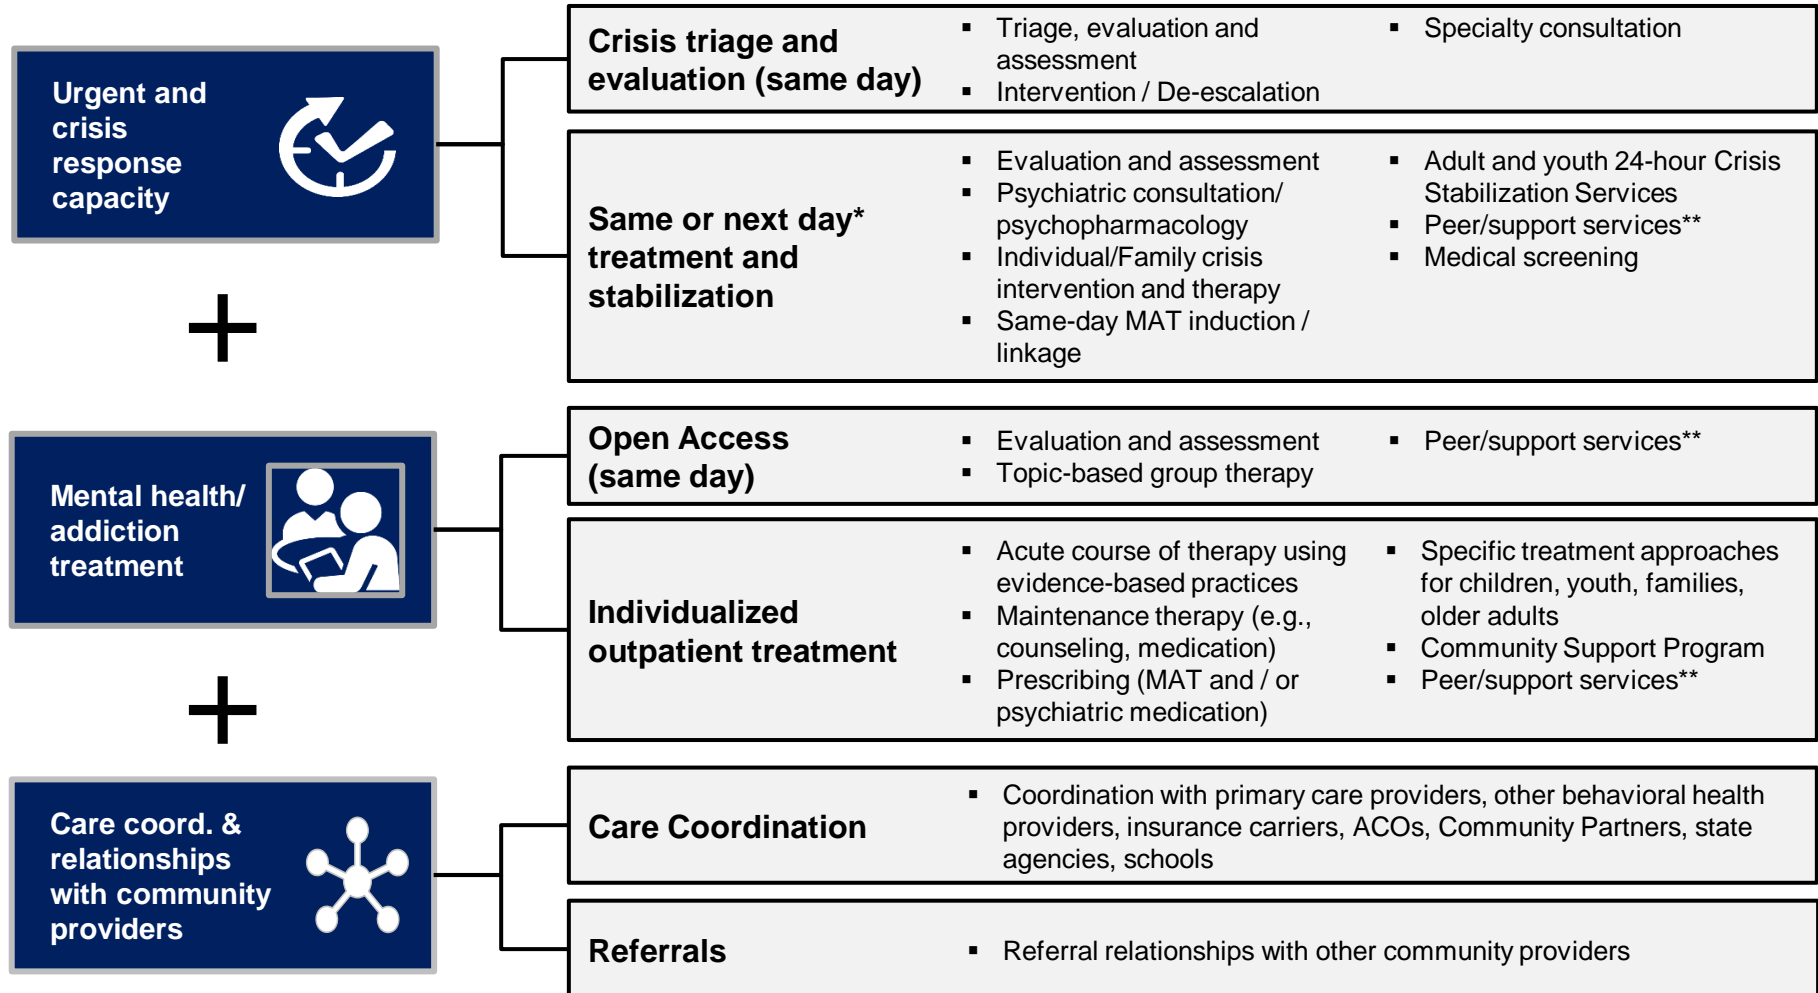 Urgent and
crisis
response
capacity
Crisis triage and
evaluation (same day)
▪ Triage, evaluation and
assessment
▪ Intervention / De-escalation
▪ Specialty consultation
Same or next day*
treatment and
stabilization
▪ Evaluation and assessment
▪ Psychiatric consultation/
psychopharmacology
▪ Individual/Family crisis
intervention and therapy
▪ Same-day MAT induction /
linkage
▪ Adult and youth 24-hour Crisis
Stabilization Services
▪ Peer/support services**
▪ Medical screening
+
Mental health/
addiction
treatment
Open Access
(same day)
▪ Evaluation and assessment
▪ Topic-based group therapy
▪ Peer/support services**
Individualized
outpatient treatment
▪ Acute course of therapy using
evidence-based practices
▪ Maintenance therapy (e.g.,
counseling, medication)
▪ Prescribing (MAT and / or
psychiatric medication)
▪ Specific treatment approaches
for children, youth, families,
older adults
▪ Community Support Program
▪ Peer/support services**
+
Care coord. &
relationships
with community
providers
Care Coordination
▪ Coordination with primary care providers, other behavioral health
providers, insurance carriers, ACOs, Community Partners, state
agencies, schools
Referrals
▪ Referral relationships with other community providers